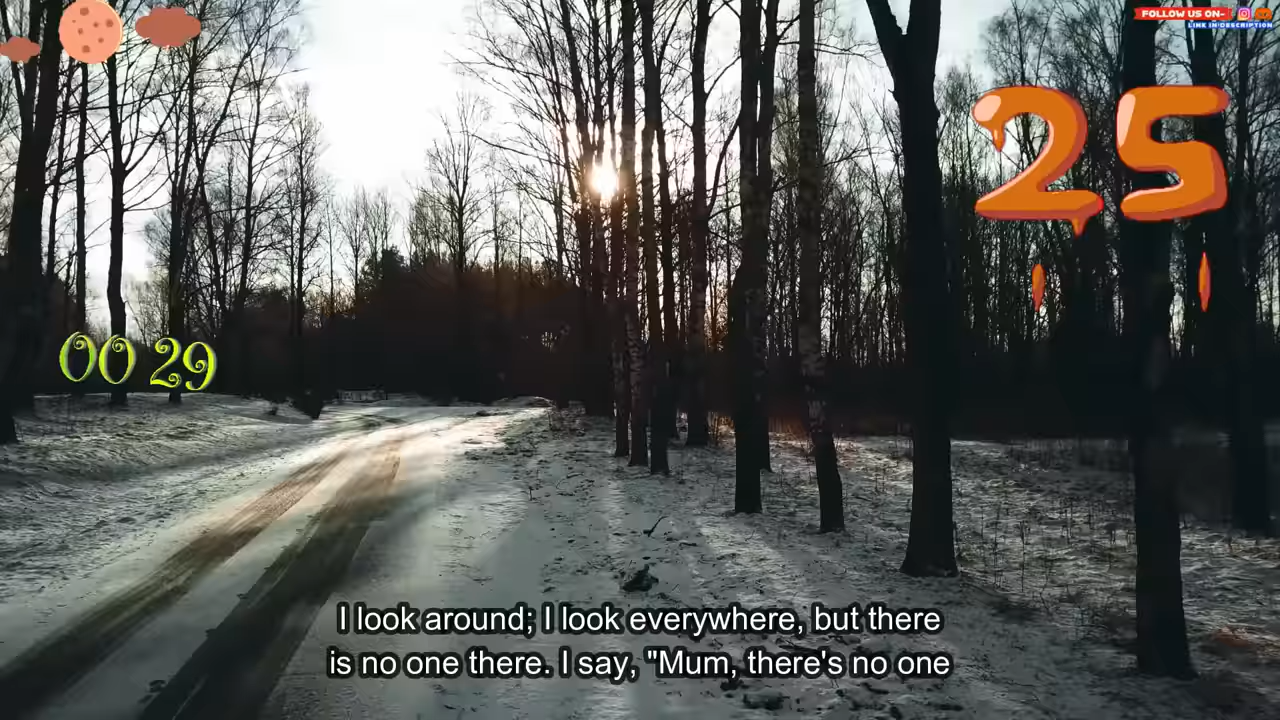 FOLLOW US ON-
LINK IN DESCRIPTION
25
00 29
I look around; I look everywhere, but there
is no one there. I say, "Mum, there's no one